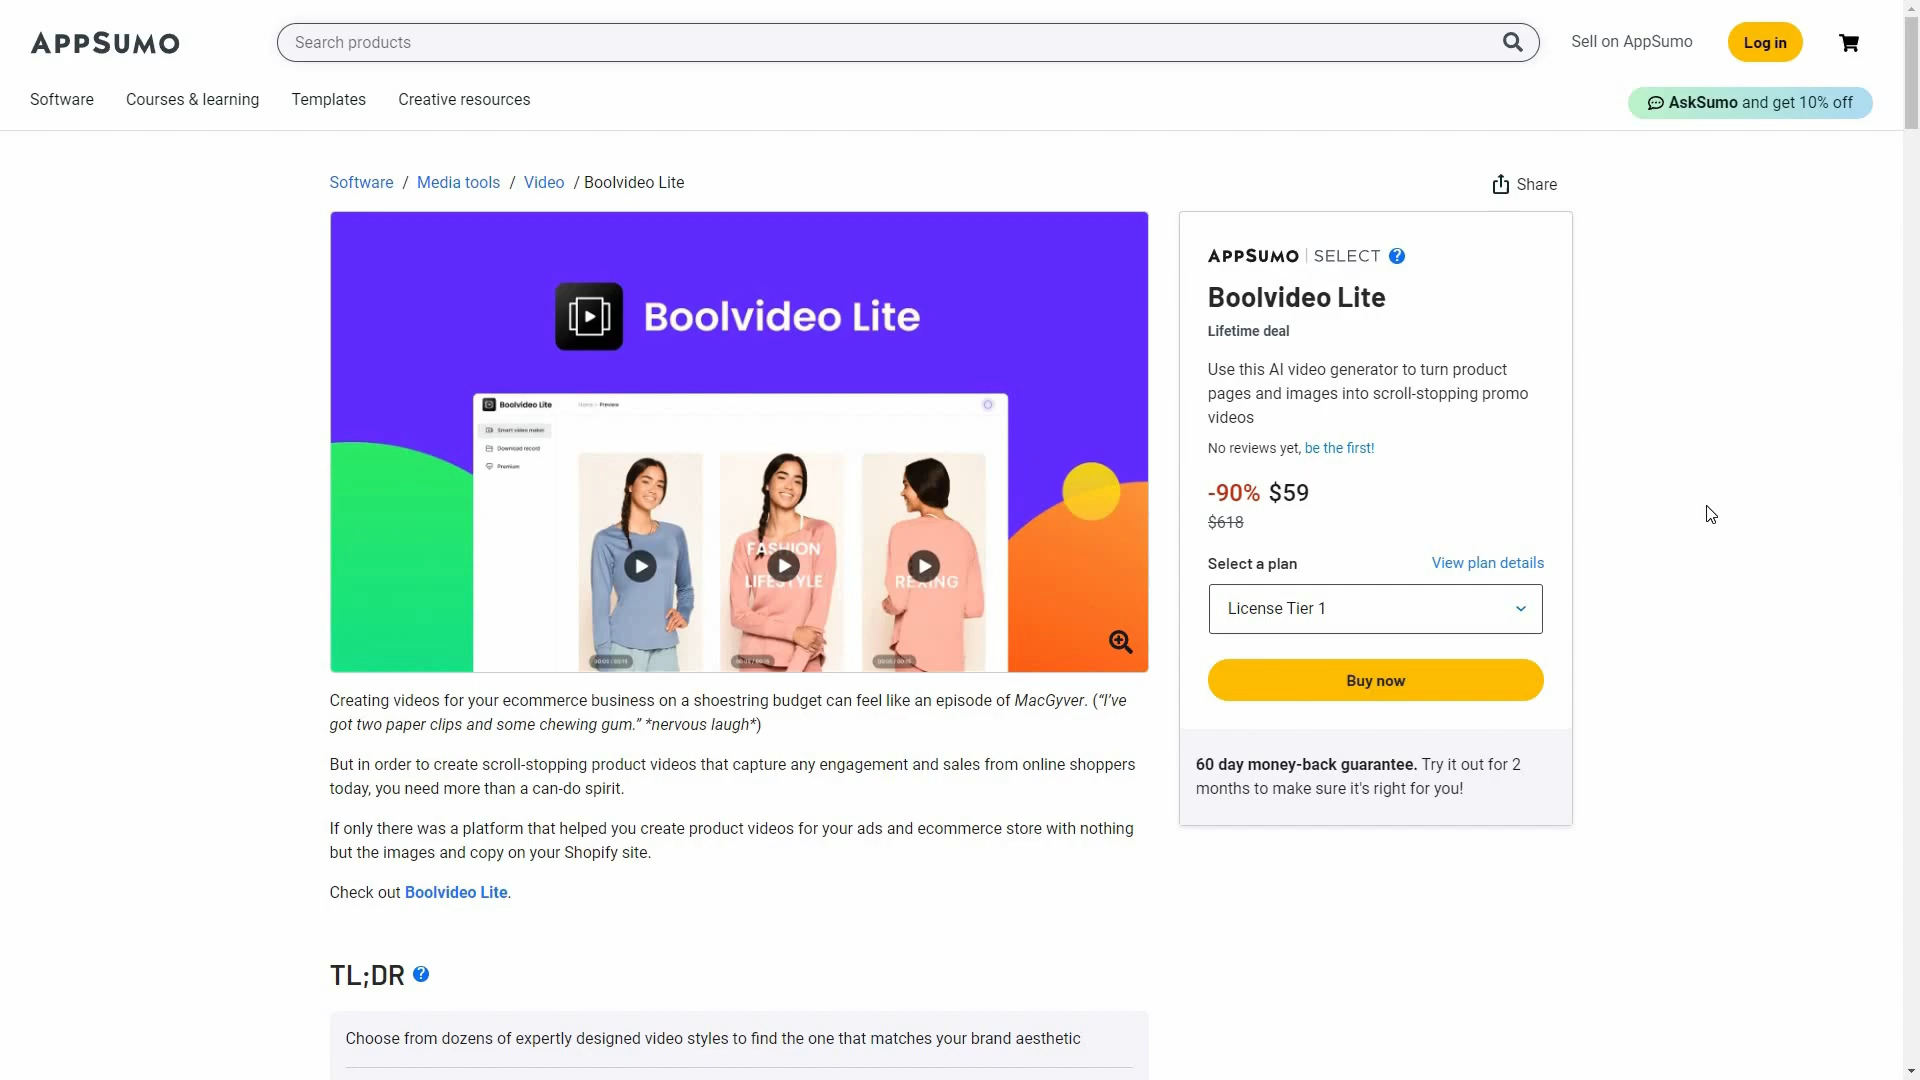 APPSUMO
Search products
Sell on AppSumo
Log in
Software
Courses & learning
Templates
Creative resources
AskSumo and get 10% off
Software / Media tools / Video / Boolvideo Lite
Share
Boolvideo Lite
Boolvideo Lite
Home > Preview
Smart video maker
Download record
Premium
FASHION
LIFESTYLE
APPSUMO | SELECT ?
Boolvideo Lite
Lifetime deal
Use this AI video generator to turn product
pages and images into scroll-stopping promo
videos
No reviews yet, be the first!
-90% $59
$618
Select a plan
View plan details
License Tier 1
Buy now
60 day money-back guarantee. Try it out for 2
months to make sure it's right for you!
Creating videos for your ecommerce business on a shoestring budget can feel like an episode of MacGyver. (“I’ve
got two paper clips and some chewing gum.” *nervous laugh*)
But in order to create scroll-stopping product videos that capture any engagement and sales from online shoppers
today, you need more than a can-do spirit.
If only there was a platform that helped you create product videos for your ads and ecommerce store with nothing
but the images and copy on your Shopify site.
Check out Boolvideo Lite.
TL;DR ?
Choose from dozens of expertly designed video styles to find the one that matches your brand aesthetic